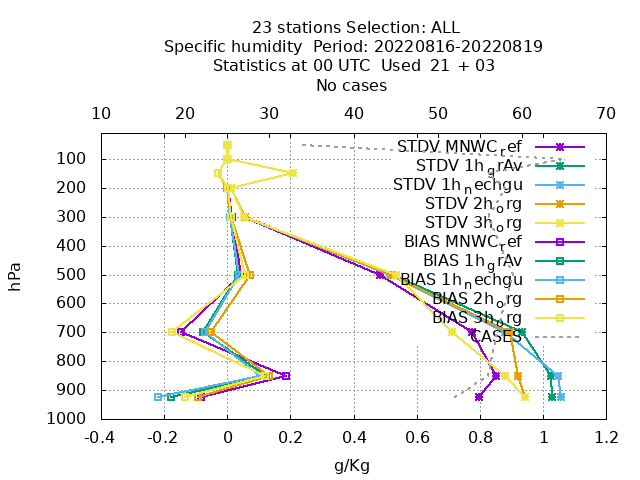 23 stations Selection: ALL
Specific humidity  Period: 20220816-20220819
Statistics at 00 UTC  Used  21 + 03
No cases
10 20 30 40 50 60 70
STDV MNWC_ref
STDV 1h_grAv
STDV 1h_nechgu
STDV 2h_org
STDV 3h_org
BIAS MNWC_ref
BIAS 1h_grAv
BIAS 1h_nechgu
BIAS 2h_org
BIAS 3h_org
CASES
hPa
100
200
300
400
500
600
700
800
900
1000
-0.4 -0.2 0 0.2 0.4 0.6 0.8 1 1.2
g/Kg